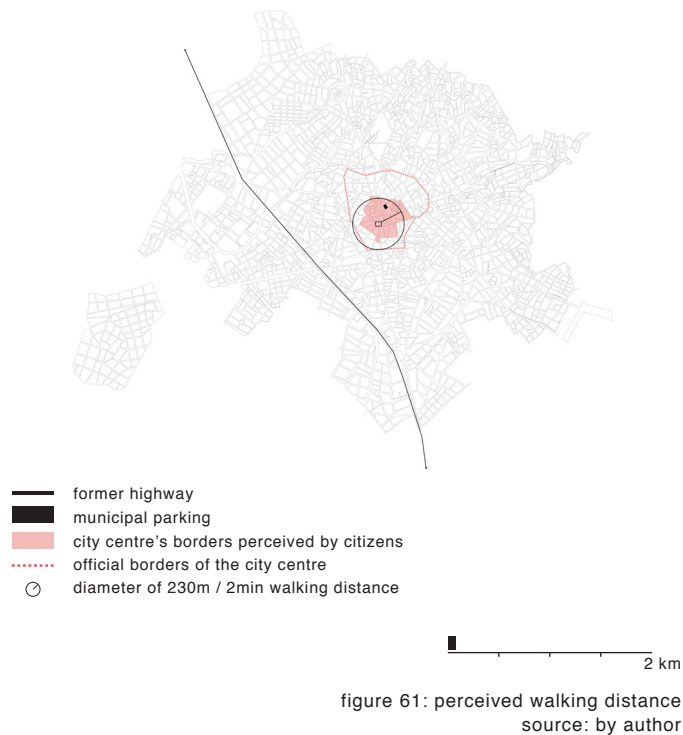 former highway
municipal parking
city centre's borders perceived by citizens
official borders of the city centre
diameter of 230m / 2min walking distance
2 km
figure 61: perceived walking distance
source: by author